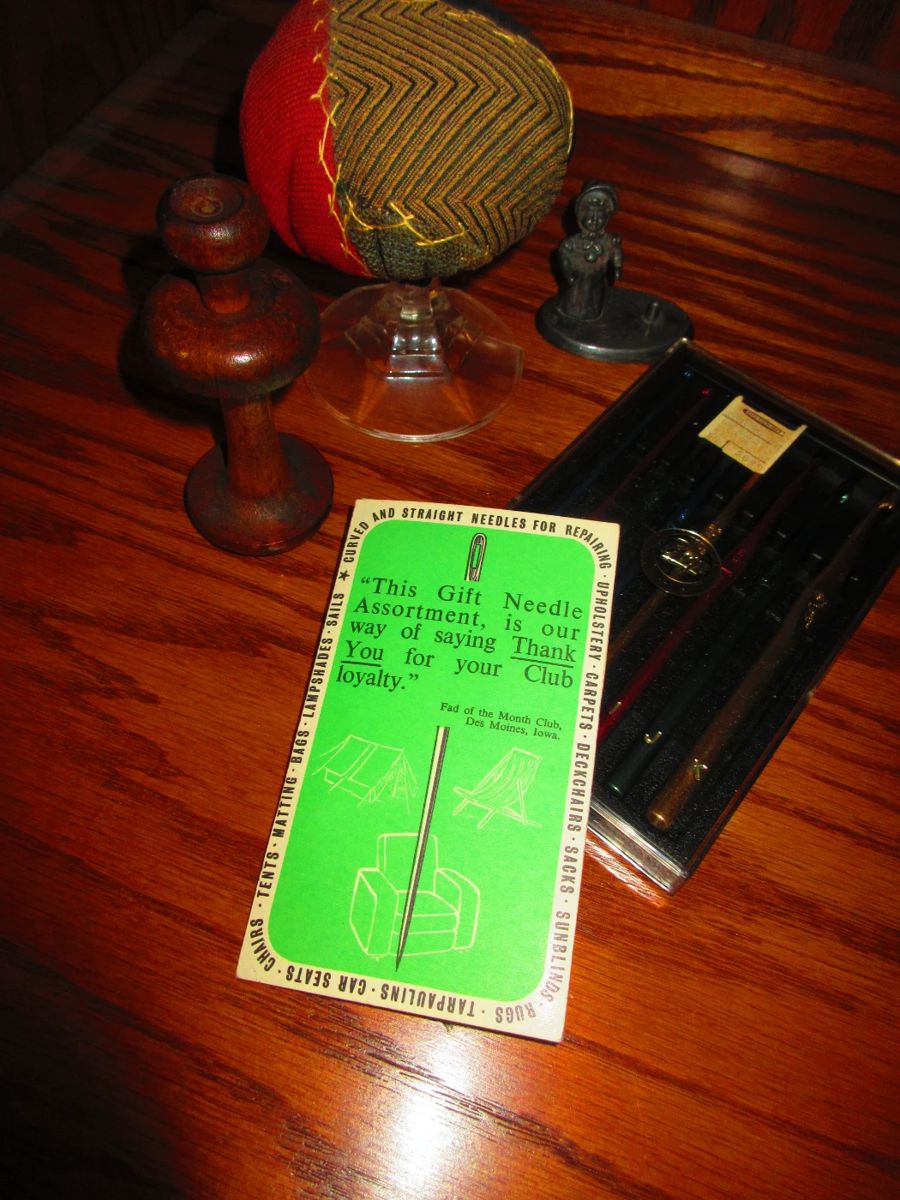 ★ CURVED AND STRAIGHT NEEDLES FOR REPAIRING · UPHOLSTERY · CARPETS · DECKCHAIRS · SACKS · SUNBLINDS · RUGS · TARPAULINS · CAR SEATS · CHAIRS · TENTS · MATTING · BAGS · LAMPSHADES · SAILS
“This Gift Needle
Assortment, is our
way of saying Thank
You for your Club
loyalty.”
Fad of the Month Club,
Des Moines, Iowa.